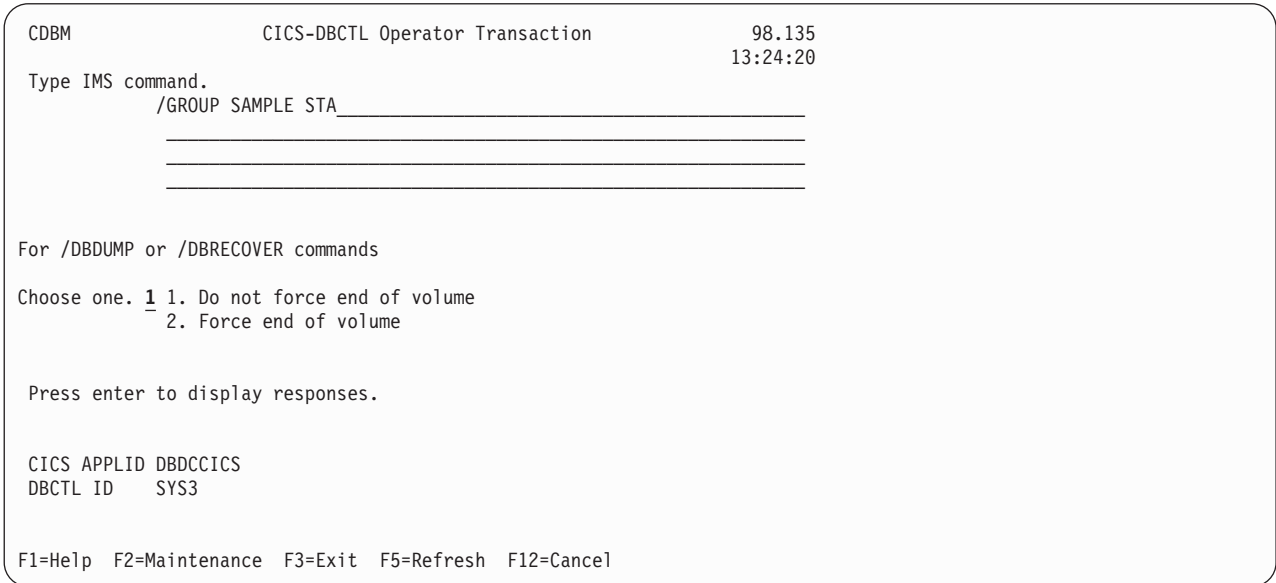 CDBM CICS-DBCTL Operator Transaction 98.135
13:24:20
Type IMS command.
/GROUP SAMPLE STA
For /DBDUMP or /DBRECOVER commands
Choose one. 1 1. Do not force end of volume
2. Force end of volume
Press enter to display responses.
CICS APPLID DBDCCICS
DBCTL ID SYS3
F1=Help F2=Maintenance F3=Exit F5=Refresh F12=Cancel